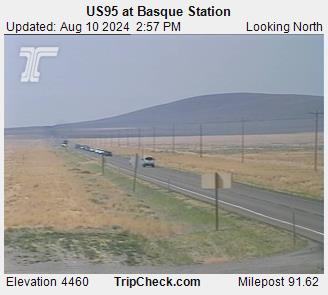 US95 at Basque Station
Updated: Aug 10 2024 2:57 PM Looking North
Elevation 4460 TripCheck.com Milepost 91.62